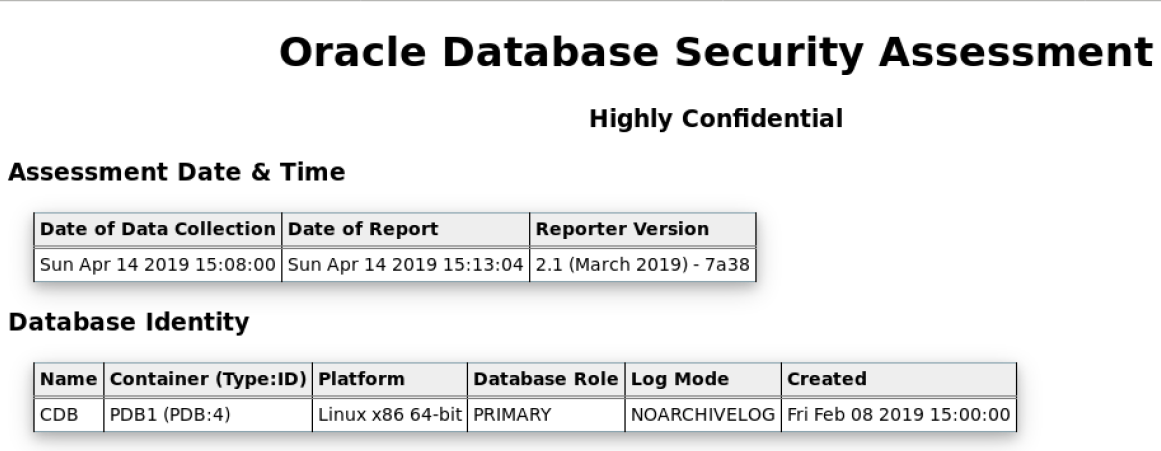 Oracle Database Security Assessment
Highly Confidential
Assessment Date & Time
Date of Data Collection Date of Report Reporter Version
Sun Apr 14 2019 15:08:00 Sun Apr 14 2019 15:13:04 2.1 (March 2019) - 7a38
Database Identity
Name Container (Type:ID) Platform Database Role Log Mode Created
CDB PDB1 (PDB:4) Linux x86 64-bit PRIMARY NOARCHIVELOG Fri Feb 08 2019 15:00:00